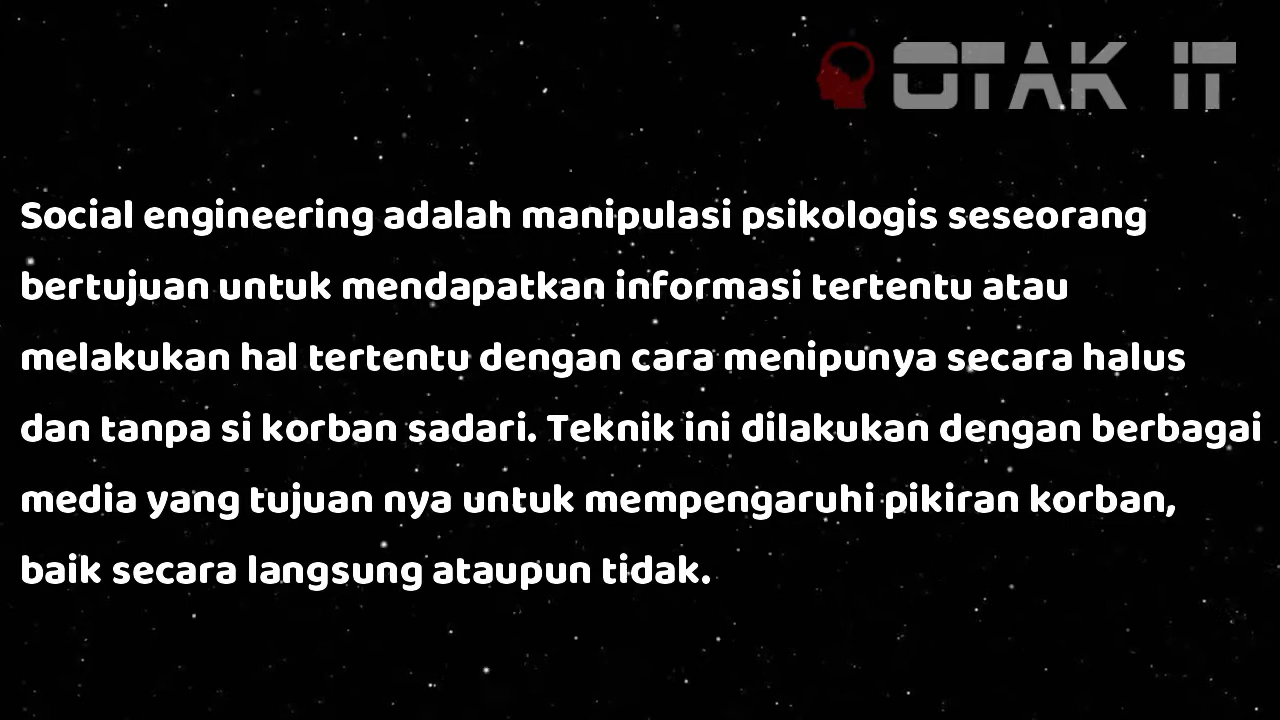 OTAK IT
Social engineering adalah manipulasi psikologis seseorang
bertujuan untuk mendapatkan informasi tertentu atau
melakukan hal tertentu dengan cara menipunya secara halus
dan tanpa si korban sadari. Teknik ini dilakukan dengan berbagai
media yang tujuan nya untuk mempengaruhi pikiran korban,
baik secara langsung ataupun tidak.